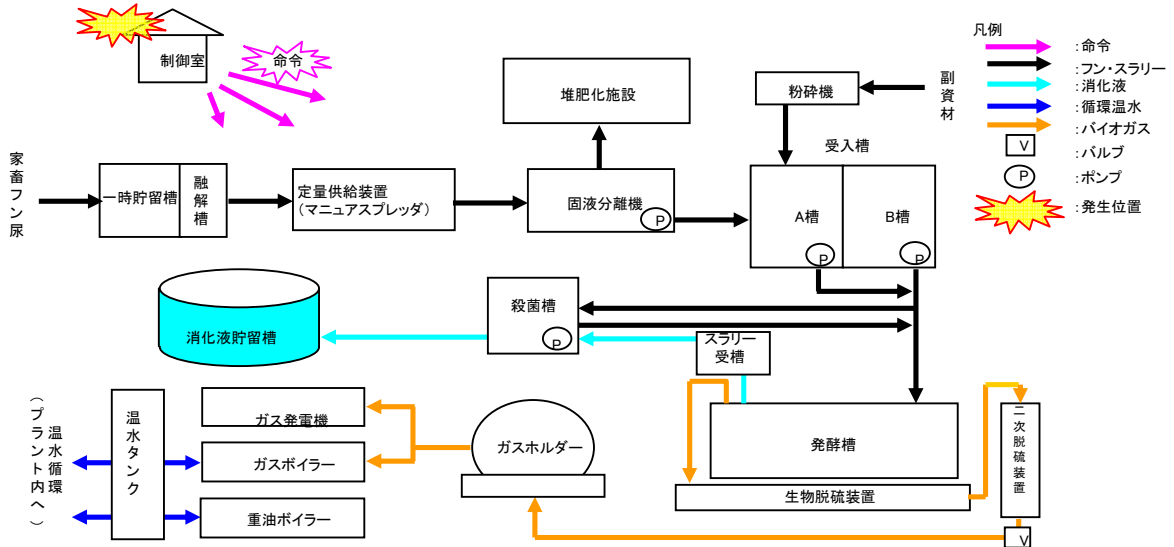 制御室
命令
凡例
:命令
:フン・スラリー
:消化液
:循環温水
:バイオガス
V
:バルブ
P
:ポンプ
:発生位置
堆肥化施設
粉砕機
副資材
受入槽
家畜フン尿
一時貯留槽
融解槽
定量供給装置
(マニュアスプレッダ)
固液分離機
P
A槽
P
B槽
P
消化液貯留槽
殺菌槽
P
スラリー
受槽
発酵槽
生物脱硫装置
二次脱硫装置
V
ガスホルダー
ガス発電機
ガスボイラー
重油ボイラー
温水タンク
温水循環
(プラント内へ)